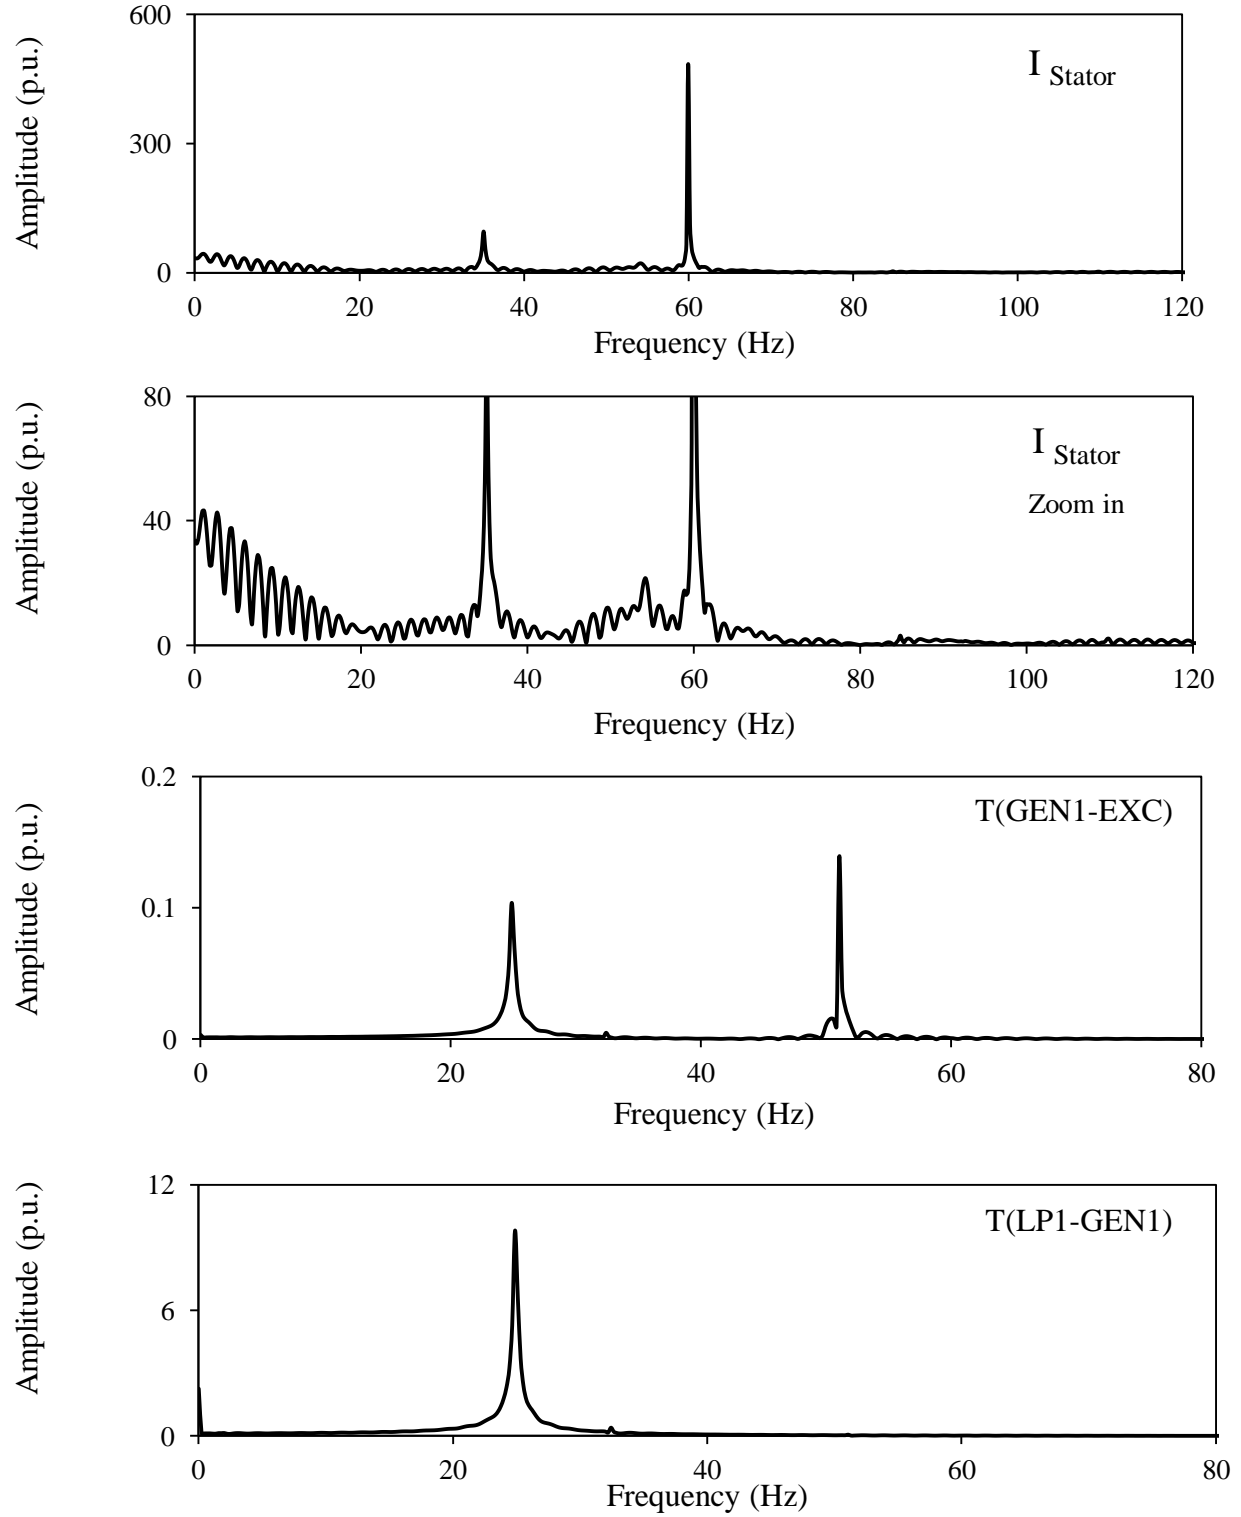 600
300
0
Amplitude (p.u.)
I Stator
0 20 40 60 80 100 120
Frequency (Hz)
80
40
0
Amplitude (p.u.)
I Stator
Zoom in
0 20 40 60 80 100 120
Frequency (Hz)
0.2
0.1
0
Amplitude (p.u.)
T(GEN1-EXC)
0 20 40 60 80
Frequency (Hz)
12
6
0
Amplitude (p.u.)
T(LP1-GEN1)
0 20 40 60 80
Frequency (Hz)